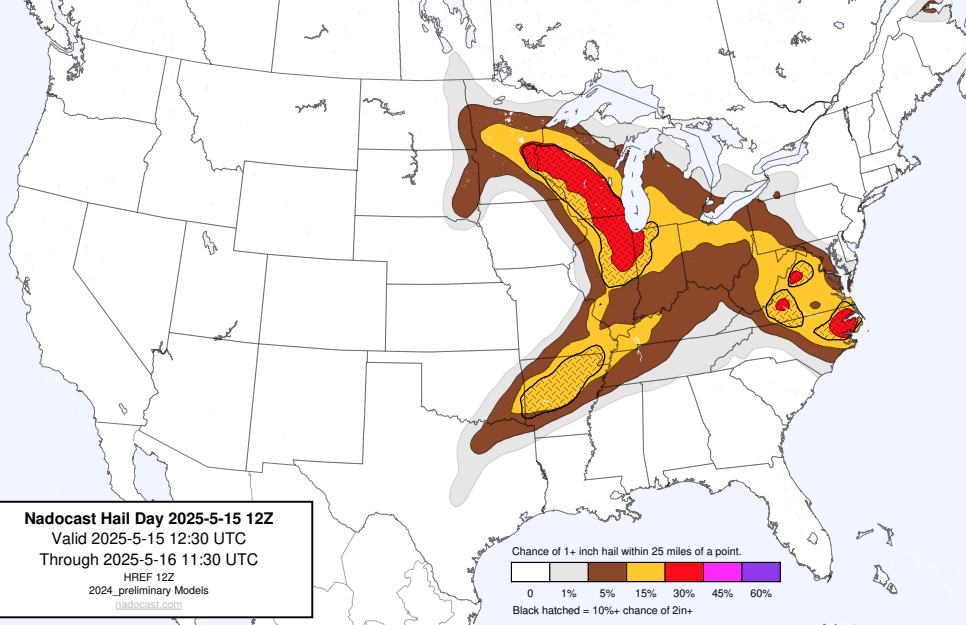 Nadocast Hail Day 2025-5-15 12Z
Valid 2025-5-15 12:30 UTC
Through 2025-5-16 11:30 UTC
HREF 12Z
2024_preliminary Models
nadocast.com
Chance of 1+ inch hail within 25 miles of a point.
0 1% 5% 15% 30% 45% 60%
Black hatched = 10%+ chance of 2in+